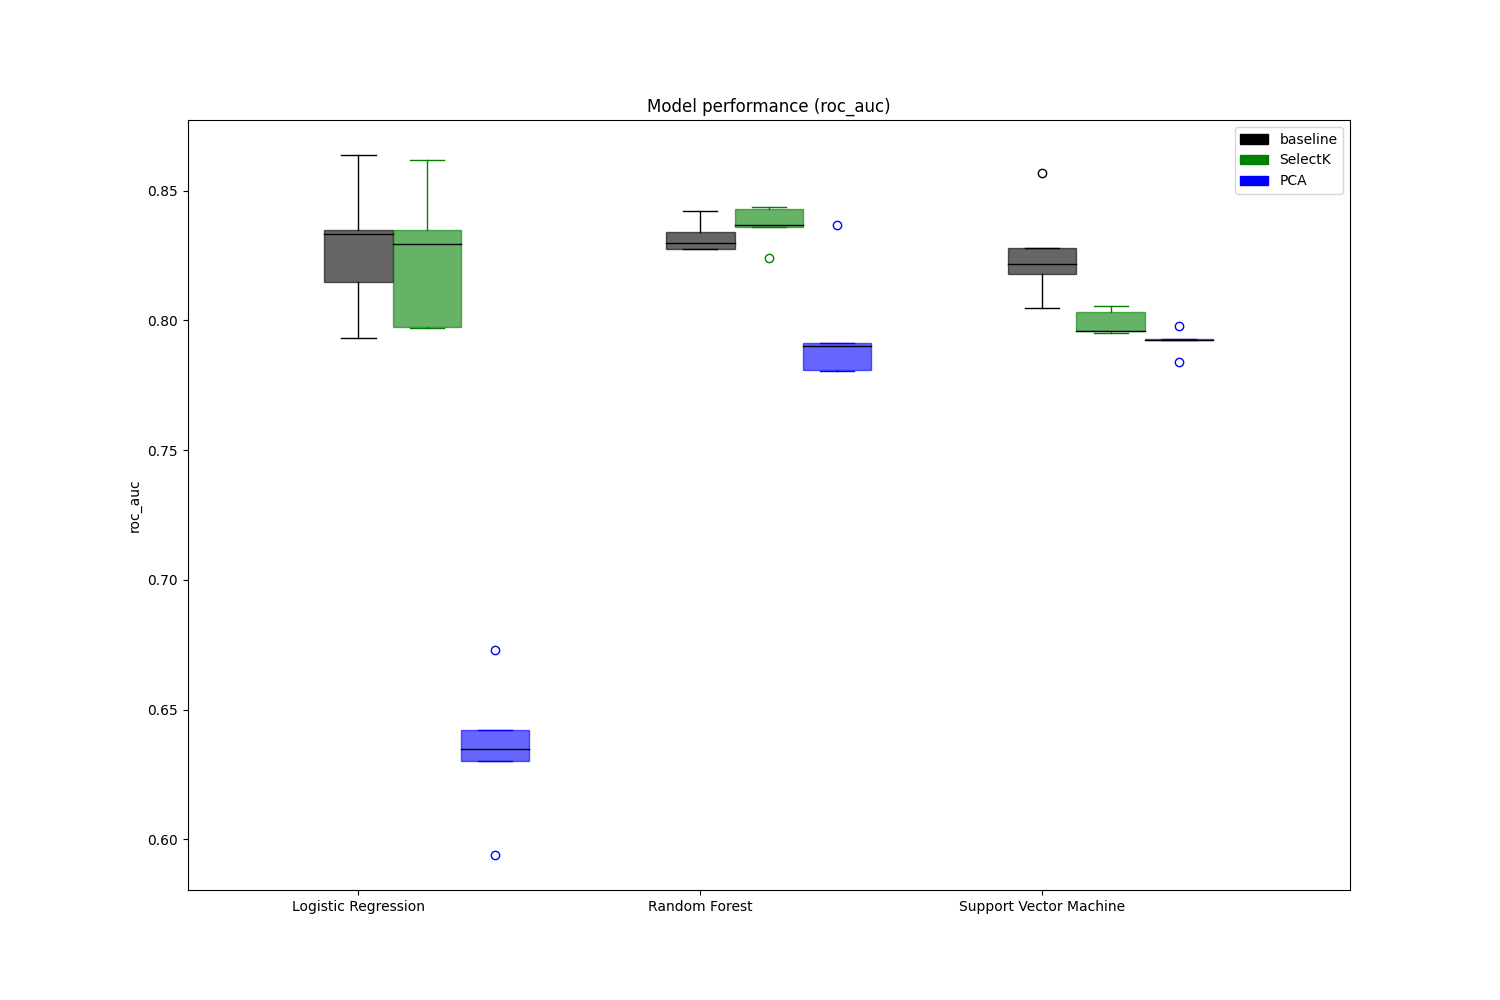 Model performance (roc_auc)
baseline
SelectK
PCA
0.85
0.80
0.75
0.70
0.65
0.60
roc_auc
Logistic Regression
Random Forest
Support Vector Machine